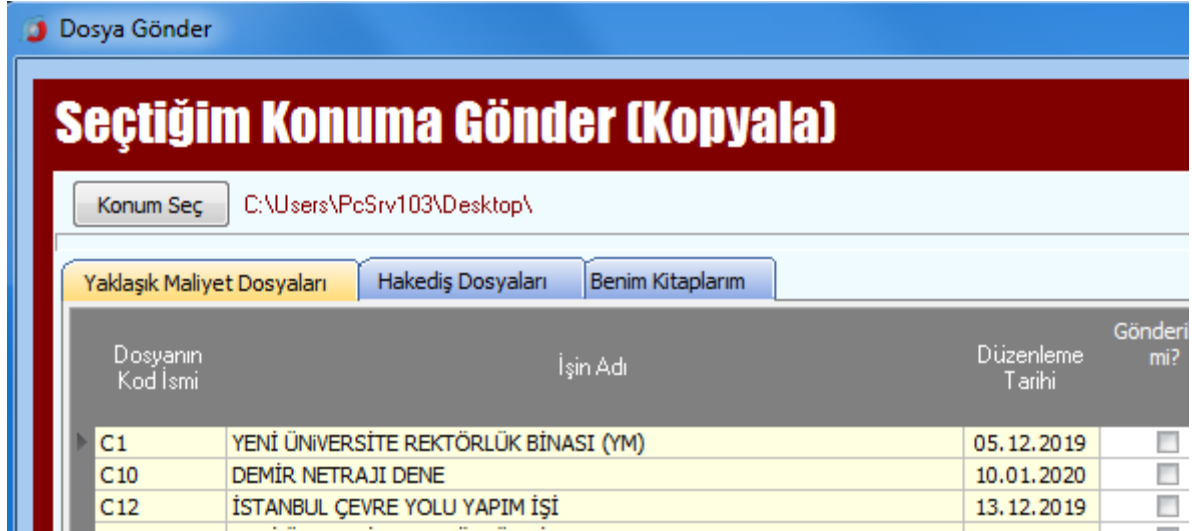 Dosya Gönder
Seçtiğim Konuma Gönder (Kopyala)
Konum Seç C:\Users\PcSrv103\Desktop\
Yaklaşık Maliyet Dosyaları Hakediş Dosyaları Benim Kitaplarım
Dosyanın Kod İsmi İşin Adı Düzenleme Tarihi mi?
C1 YENİ ÜNiVERSİTE REKTÖRLÜK BİNASI (YM) 05.12.2019
C10 DEMİR NETRAJI DENE 10.01.2020
C12 İSTANBUL ÇEVRE YOLU YAPIM İŞİ 13.12.2019